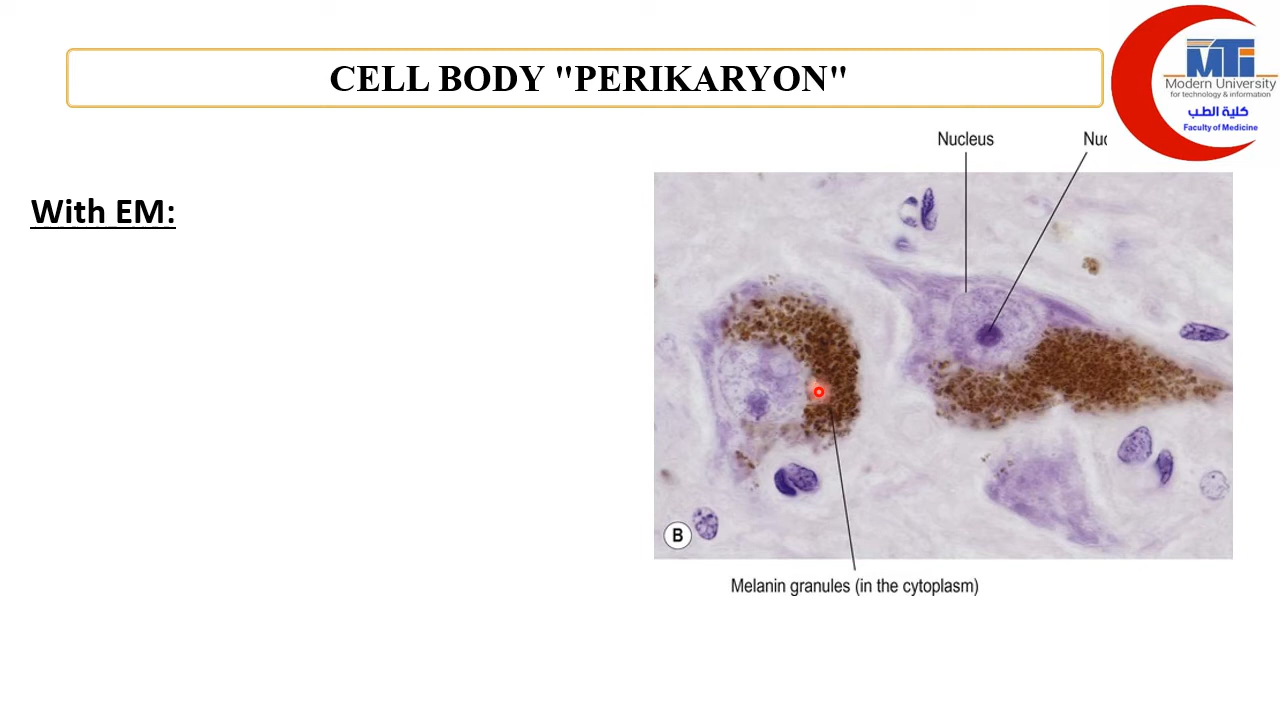 CELL BODY "PERIKARYON"
MTi
Modern University
for technology & information
كلية الطب
Faculty of Medicine
Nucleus
With EM:
B
Melanin granules (in the cytoplasm)